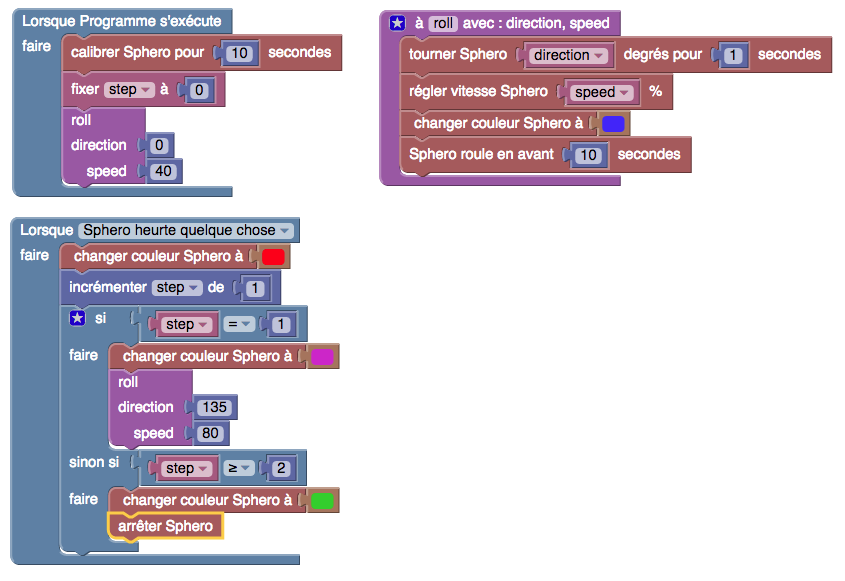 Lorsque Programme s'exécute
faire
calibrer Sphero pour 10 secondes
fixer step à 0
roll
direction 0
speed 40
à roll avec : direction, speed
tourner Sphero direction degrés pour 1 secondes
régler vitesse Sphero speed %
changer couleur Sphero à
Sphero roule en avant 10 secondes
Lorsque Sphero heurte quelque chose
faire changer couleur Sphero à
incrémenter step de 1
si step = 1
faire changer couleur Sphero à
roll
direction 135
speed 80
sinon si step ≥ 2
faire changer couleur Sphero à
arrêter Sphero